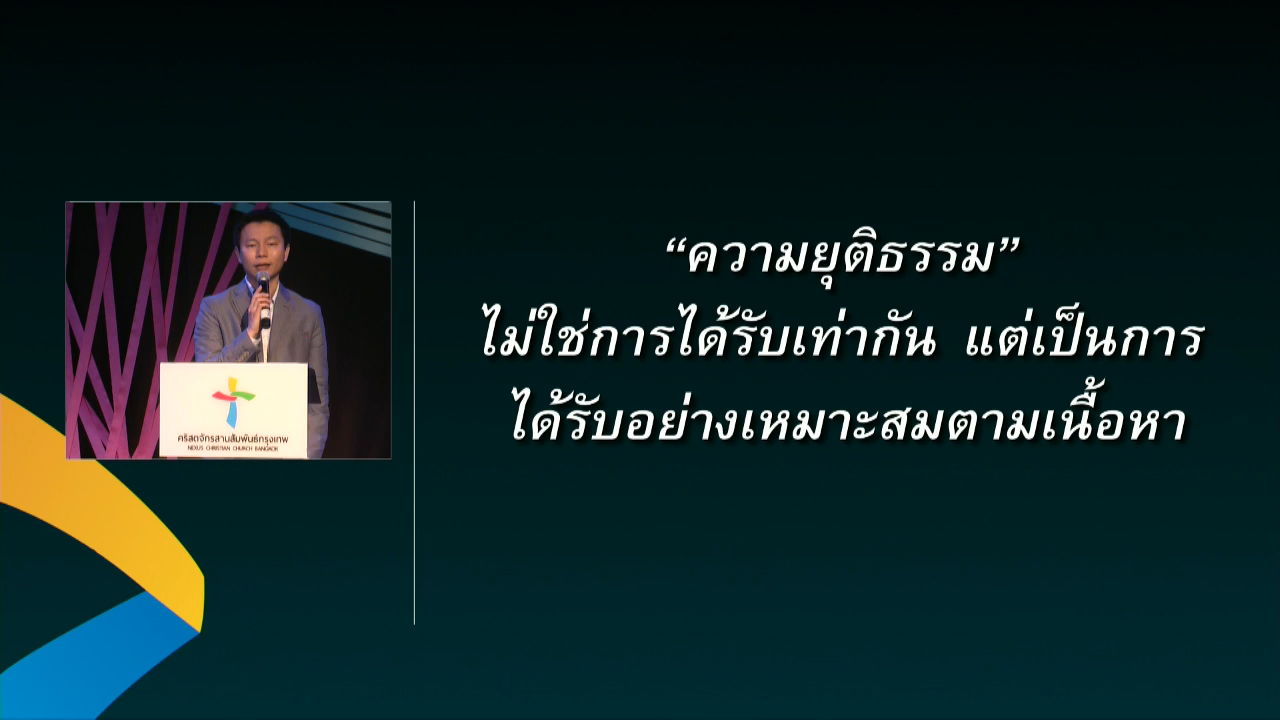 “ความยุติธรรม”
ไม่ใช่การได้รับเท่ากัน แต่เป็นการ
ได้รับอย่างเหมาะสมตามเนื้อหา
คริสตจักรสานสัมพันธ์กรุงเทพ
NEXUS CHRISTIAN CHURCH BANGKOK